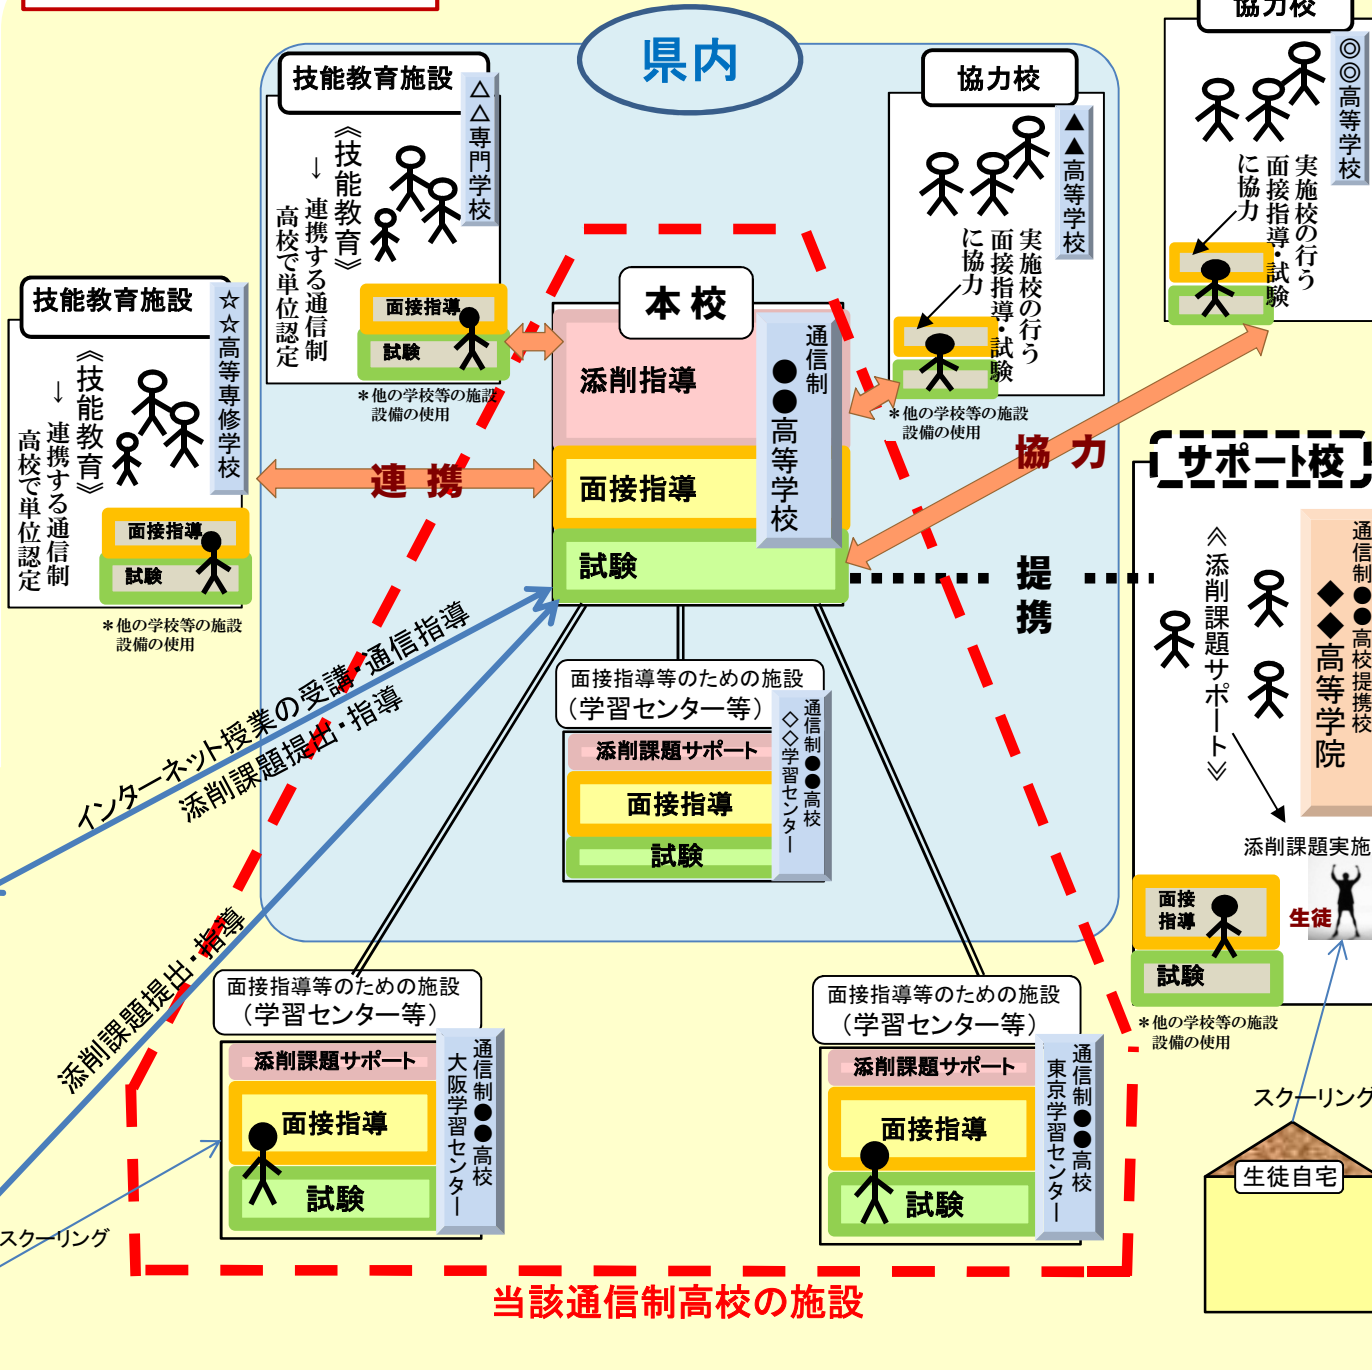 県内
技能教育施設
△△専門学校
《技能教育》
→連携する通信制
高校で単位認定
面接指導
試験
＊他の学校等の施設
設備の使用
技能教育施設
☆☆高等専修学校
《技能教育》
→連携する通信制
高校で単位認定
面接指導
試験
＊他の学校等の施設
設備の使用
連携
本校
通信制
●●高等学校
添削指導
面接指導
試験
協力校
▲▲高等学校
実施校の行う
面接指導・試験
に協力
＊他の学校等の施設
設備の使用
協力校
◎◎高等学校
実施校の行う
面接指導・試験
に協力
協力
提携
サポート校
通信制●●高校提携校
◆◆高等学院
《添削課題サポート》
添削課題実施
生徒
面接
指導
試験
＊他の学校等の施設
設備の使用
スクーリング
生徒自宅
インターネット授業の受講・通信指導
添削課題提出・指導
添削課題提出・指導
スクーリング
面接指導等のための施設
（学習センター等）
通信制●●高校
◇◇学習センター
添削課題サポート
面接指導
試験
面接指導等のための施設
（学習センター等）
通信制●●高校
大阪学習センター
添削課題サポート
面接指導
試験
面接指導等のための施設
（学習センター等）
通信制●●高校
東京学習センター
添削課題サポート
面接指導
試験
当該通信制高校の施設